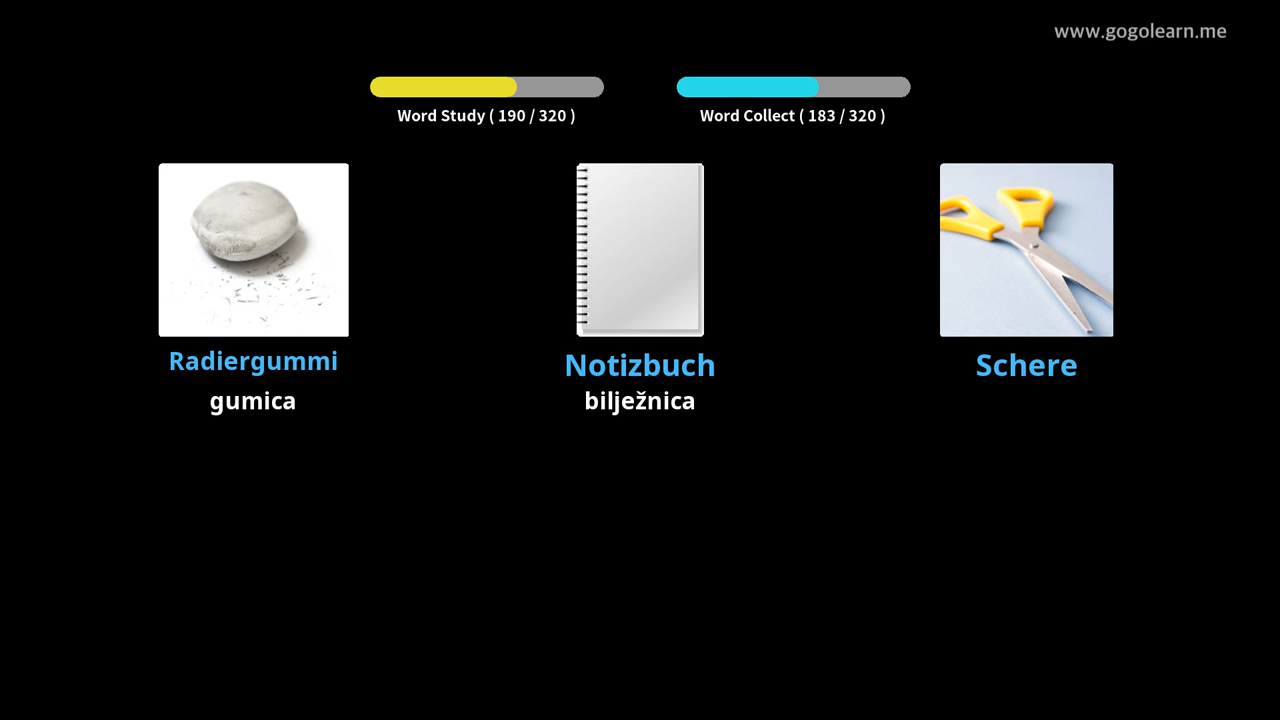 www.gogolearn.me
Word Study ( 190 / 320 )
Word Collect ( 183 / 320 )
Radiergummi
gumica
Notizbuch
bilježnica
Schere